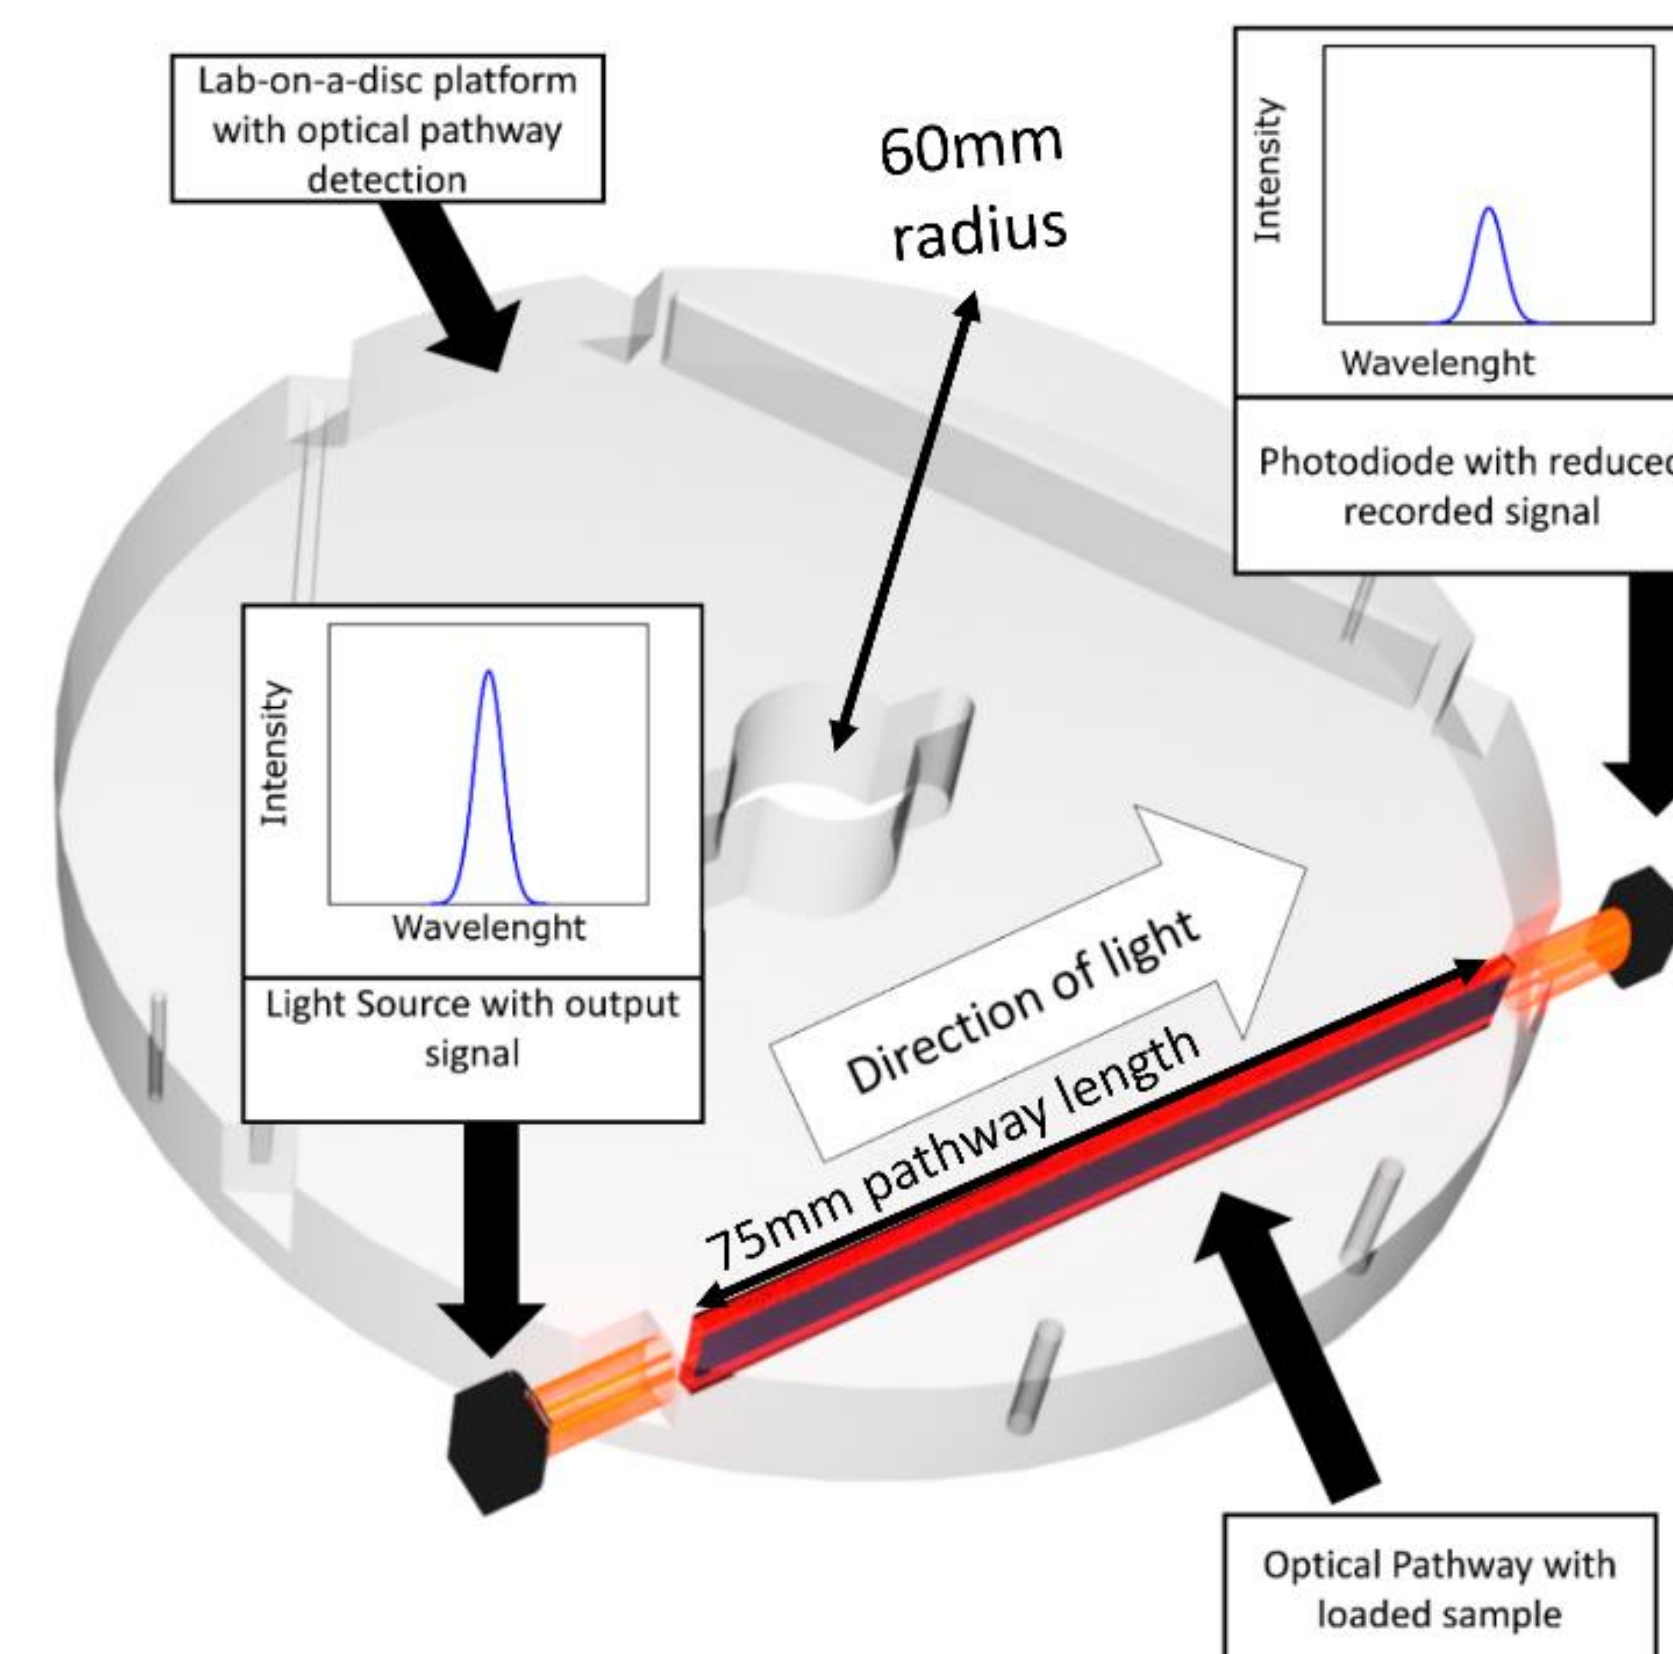 Lab-on-a-disc platform
with optical pathway
detection
60mm
radius
Intensity
Wavelenght
Photodiode with reduced
recorded signal
Intensity
Wavelenght
Light Source with output
signal
Direction of light
75mm pathway length
Optical Pathway with
loaded sample